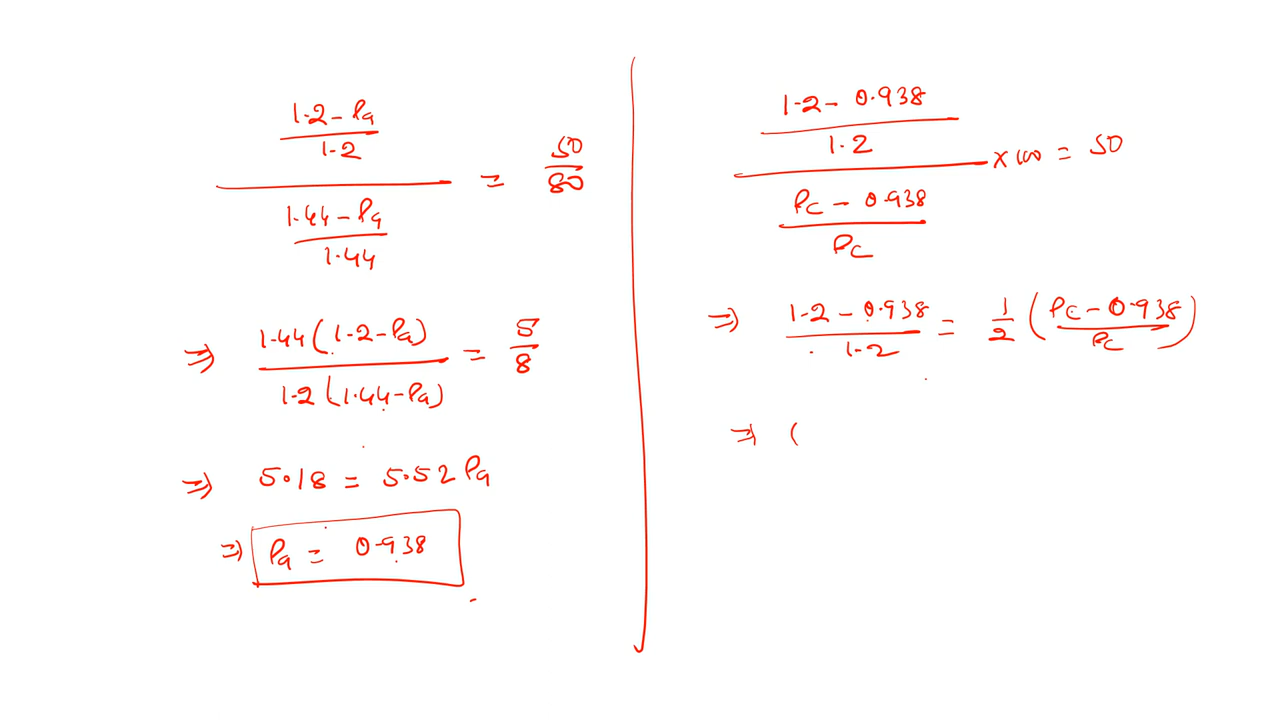 1.2 - Pa
1.2
= 50
80
1.44 - Pa
1.44
⇒ 1.44(1.2 - Pa)
= 5
8
1.2(1.44 - Pa)
⇒ 5.18 = 5.52 Pa
⇒ Pa = 0.938
1.2 - 0.938
1.2
× 100 = 50
Pc - 0.938
Pc
⇒ 1.2 - 0.938 = 1 (Pc - 0.938)
1.2 2 Pc
⇒ (